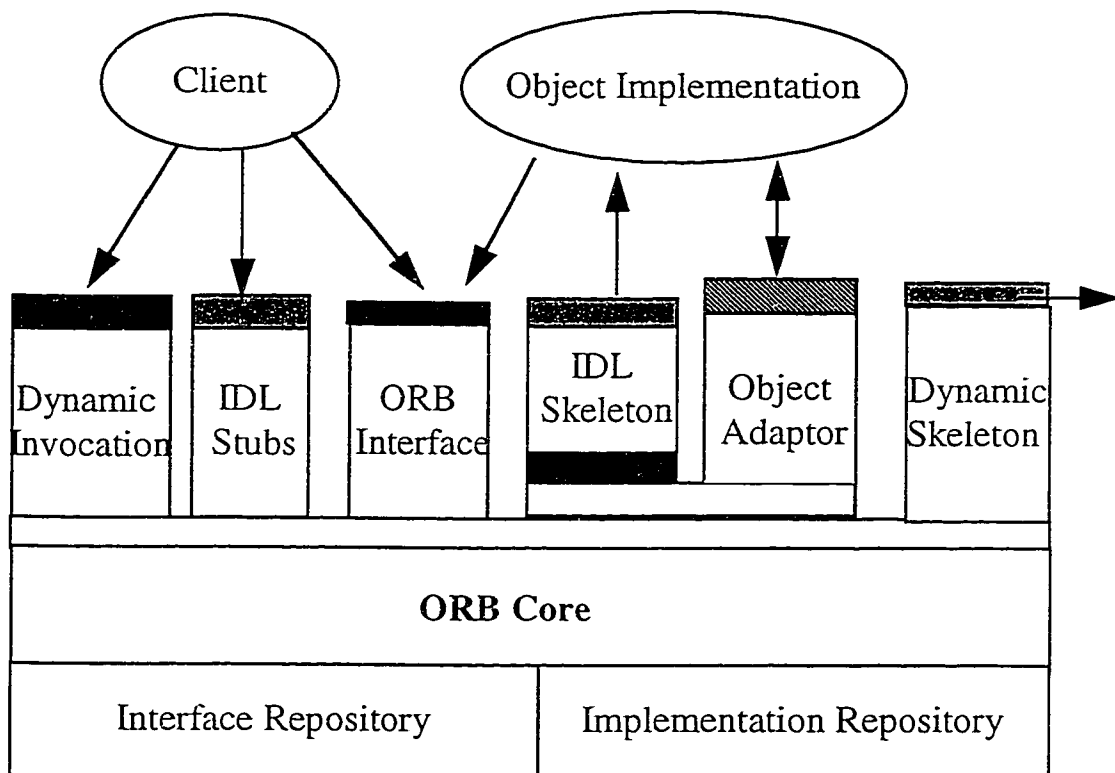 Client
Object Implementation
Dynamic
Invocation
IDL
Stubs
ORB
Interface
IDL
Skeleton
Object
Adaptor
Dynamic
Skeleton
ORB Core
Interface Repository
Implementation Repository